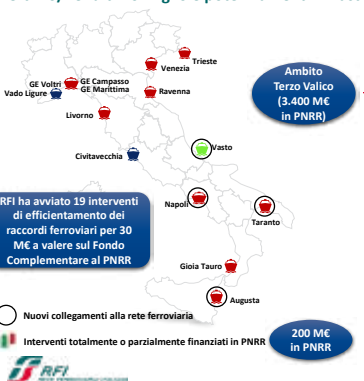 Trieste
Venezia
GE Voltri
GE Campasso
GE Marittima
Vado Ligure
Ravenna
Livorno
Ambito
Terzo Valico
(3.400 M€
in PNRR)
Civitavecchia
Vasto
Napoli
Taranto
RFI ha avviato 19 interventi
di efficientamento dei
raccordi ferroviari per 30
M€ a valere sul Fondo
Complementare al PNRR
Gioia Tauro
Augusta
Nuovi collegamenti alla rete ferroviaria
Interventi totalmente o parzialmente finanziati in PNRR
200 M€
in PNRR
RFI